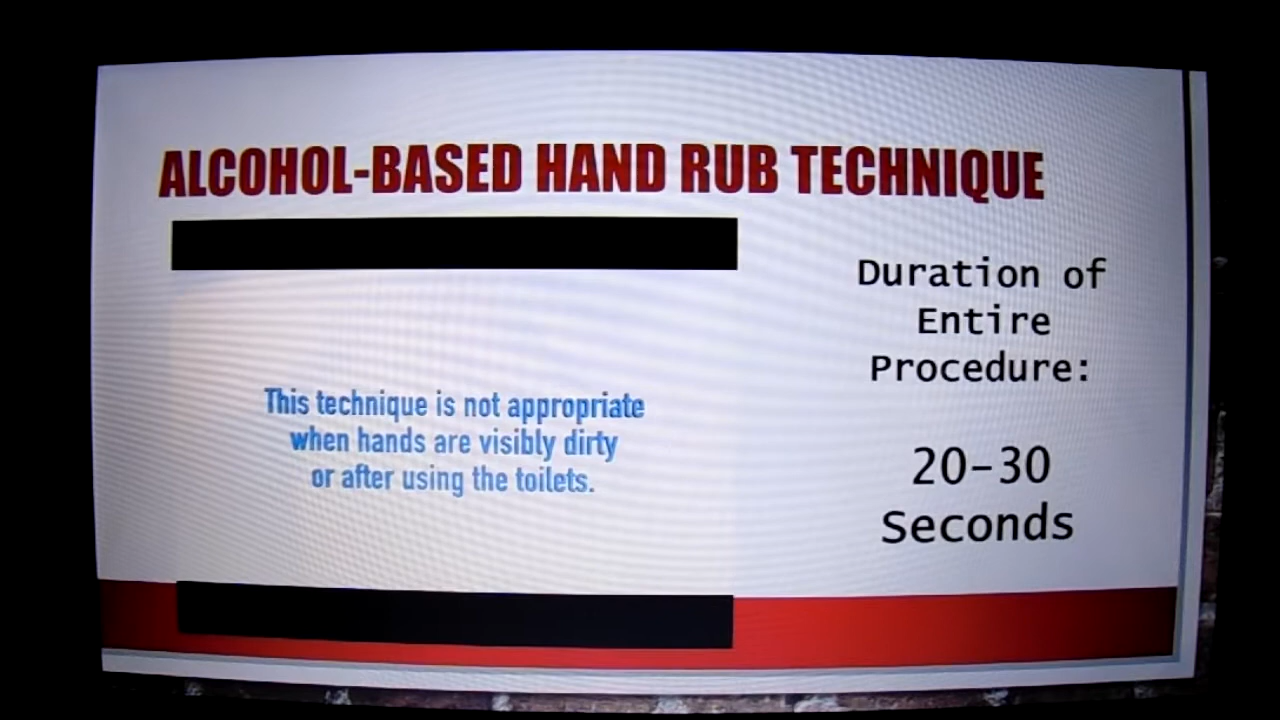 ALCOHOL-BASED HAND RUB TECHNIQUE
This technique is not appropriate
when hands are visibly dirty
or after using the toilets.
Duration of
Entire
Procedure:
20-30
Seconds